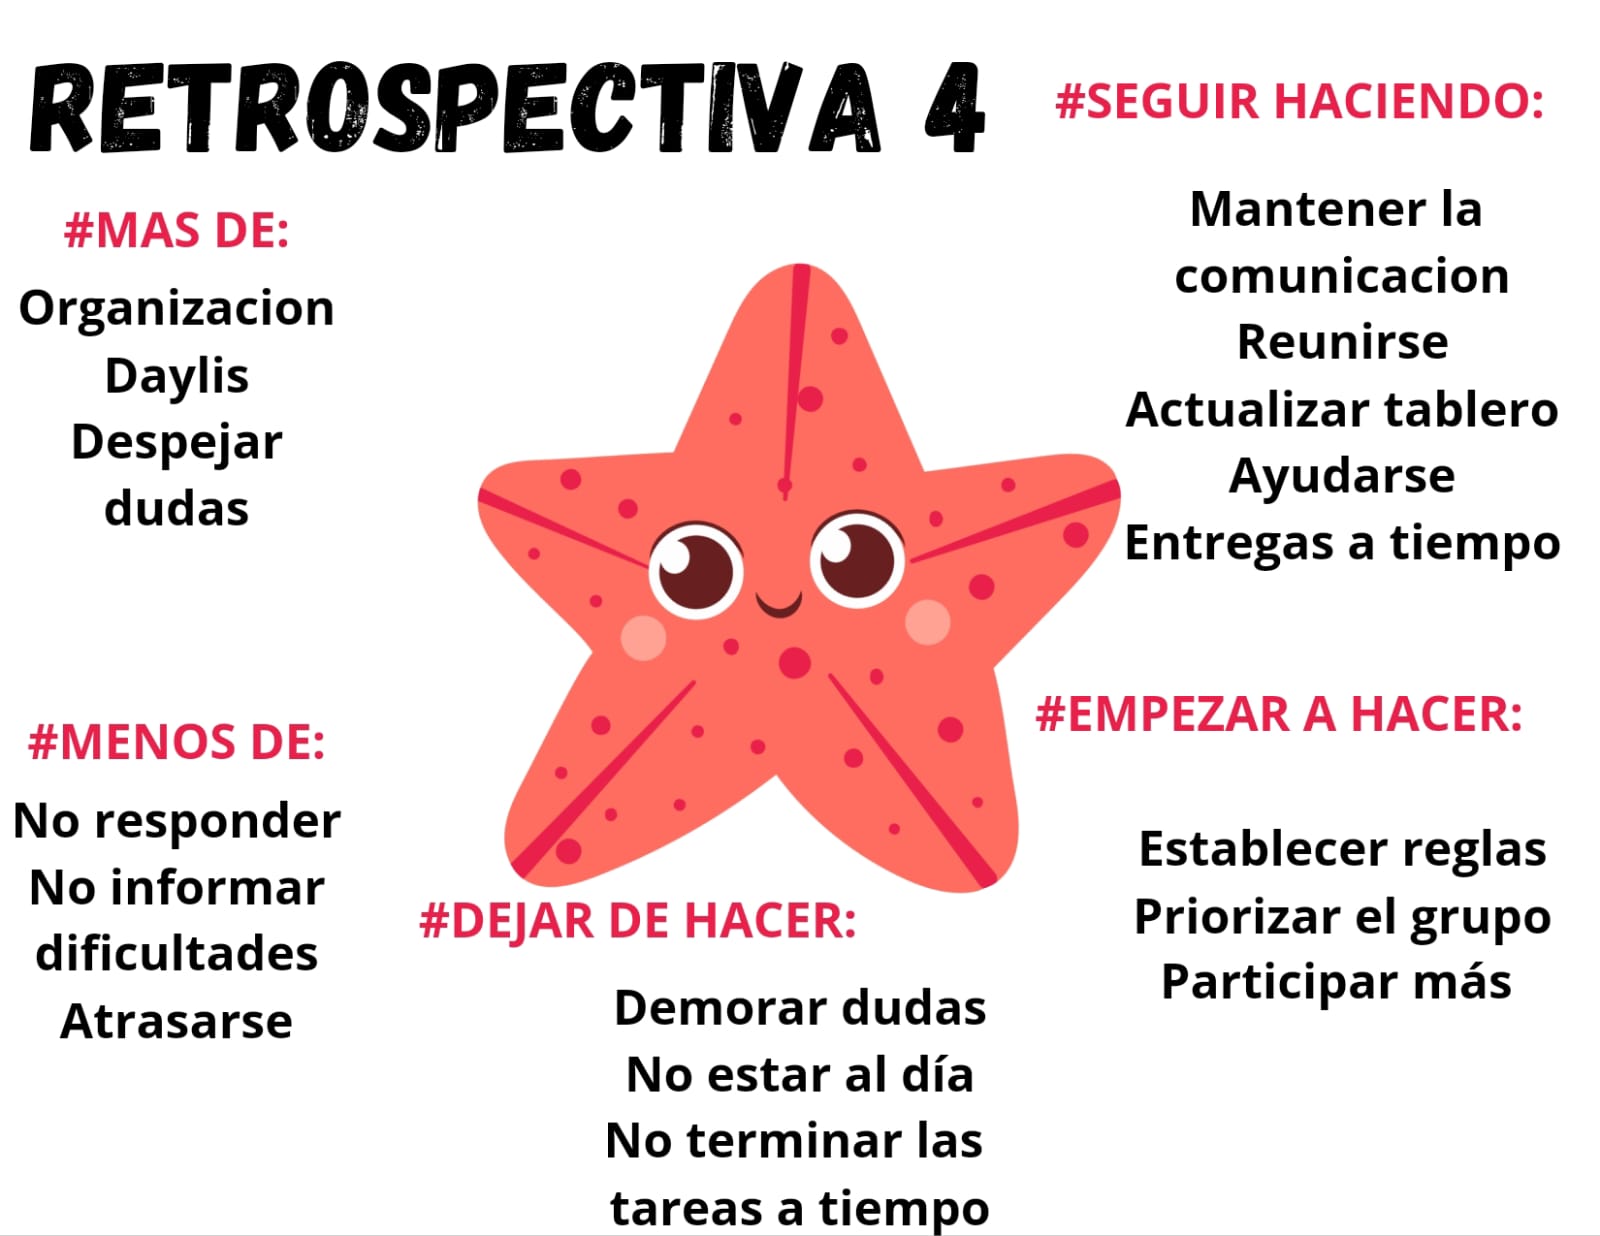 RETROSPECTIVA 4
#MAS DE:
Organizacion
Daylis
Despejar
dudas
#SEGUIR HACIENDO:
Mantener la
comunicacion
Reunirse
Actualizar tablero
Ayudarse
Entregas a tiempo
#MENOS DE:
No responder
No informar
dificultades
Atrasarse
#DEJAR DE HACER:
Demorar dudas
No estar al día
No terminar las
tareas a tiempo
#EMPEZAR A HACER:
Establecer reglas
Priorizar el grupo
Participar más